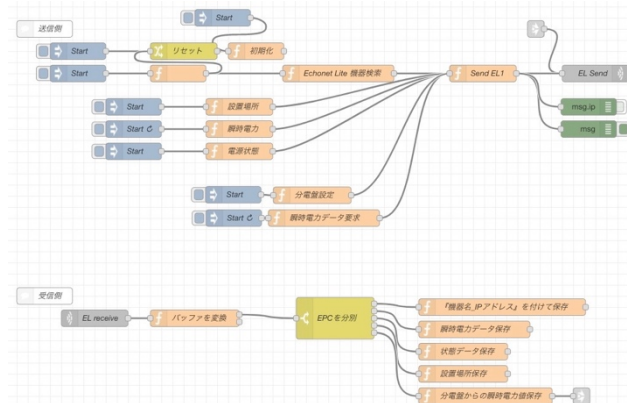 Start
送信側
Start
リセット
初期化
Start
Echonet Lite 機器検索
Send EL1
EL Send
msg.ip
msg
Start
設置場所
Start ↻
瞬時電力
Start
電源状態
Start
分電盤設定
Start ↻
瞬時電力データ要求
受信側
EL receive
バッファを変換
EPCを分別
「機器名_IPアドレス」を付けて保存
瞬時電力データ保存
状態データ保存
設置場所保存
分電盤からの瞬時電力値保存